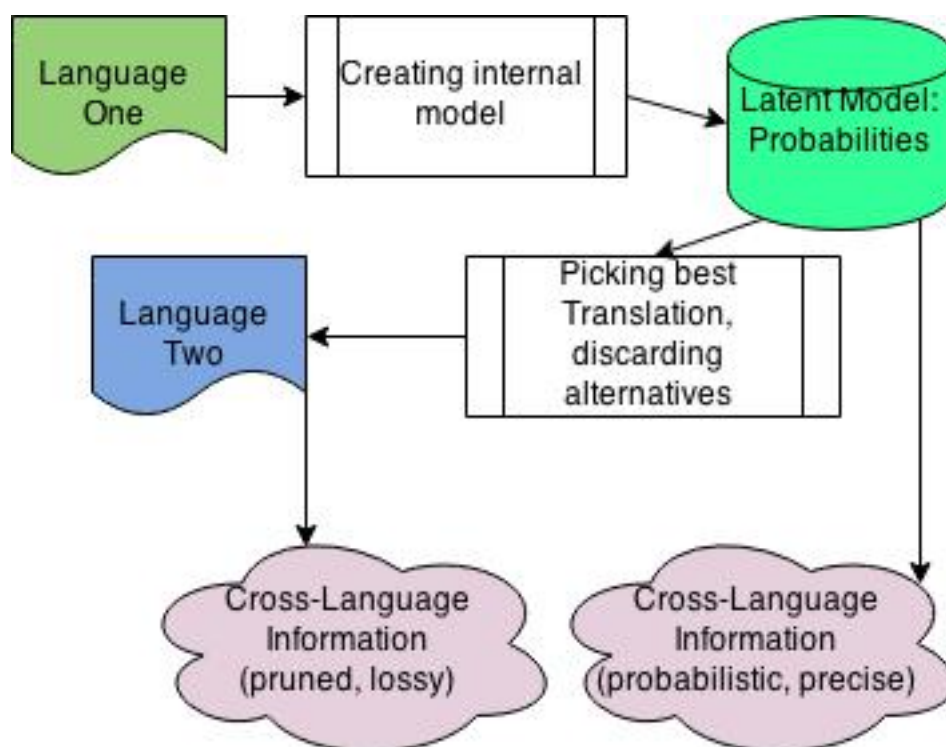 Language
One
Creating internal
model
Latent Model:
Probabilities
Language
Two
Picking best
Translation,
discarding
alternatives
Cross-Language
Information
(pruned, lossy)
Cross-Language
Information
(probabilistic, precise)